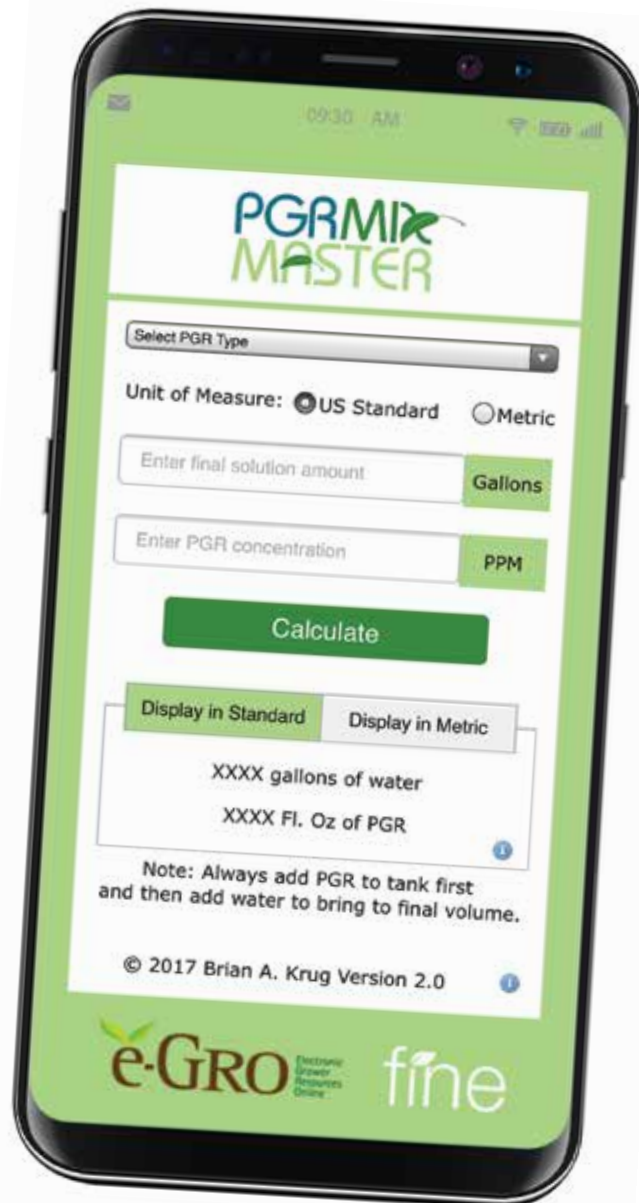 09:30 AM
PGRMIX
MASTER
Select PGR Type
Unit of Measure: US Standard Metric
Enter final solution amount Gallons
Enter PGR concentration PPM
Calculate
Display in Standard Display in Metric
XXXX gallons of water
XXXX Fl. Oz of PGR
Note: Always add PGR to tank first
and then add water to bring to final volume.
© 2017 Brian A. Krug Version 2.0
e-GRO Electronic
Grower
Resources
Online
fine